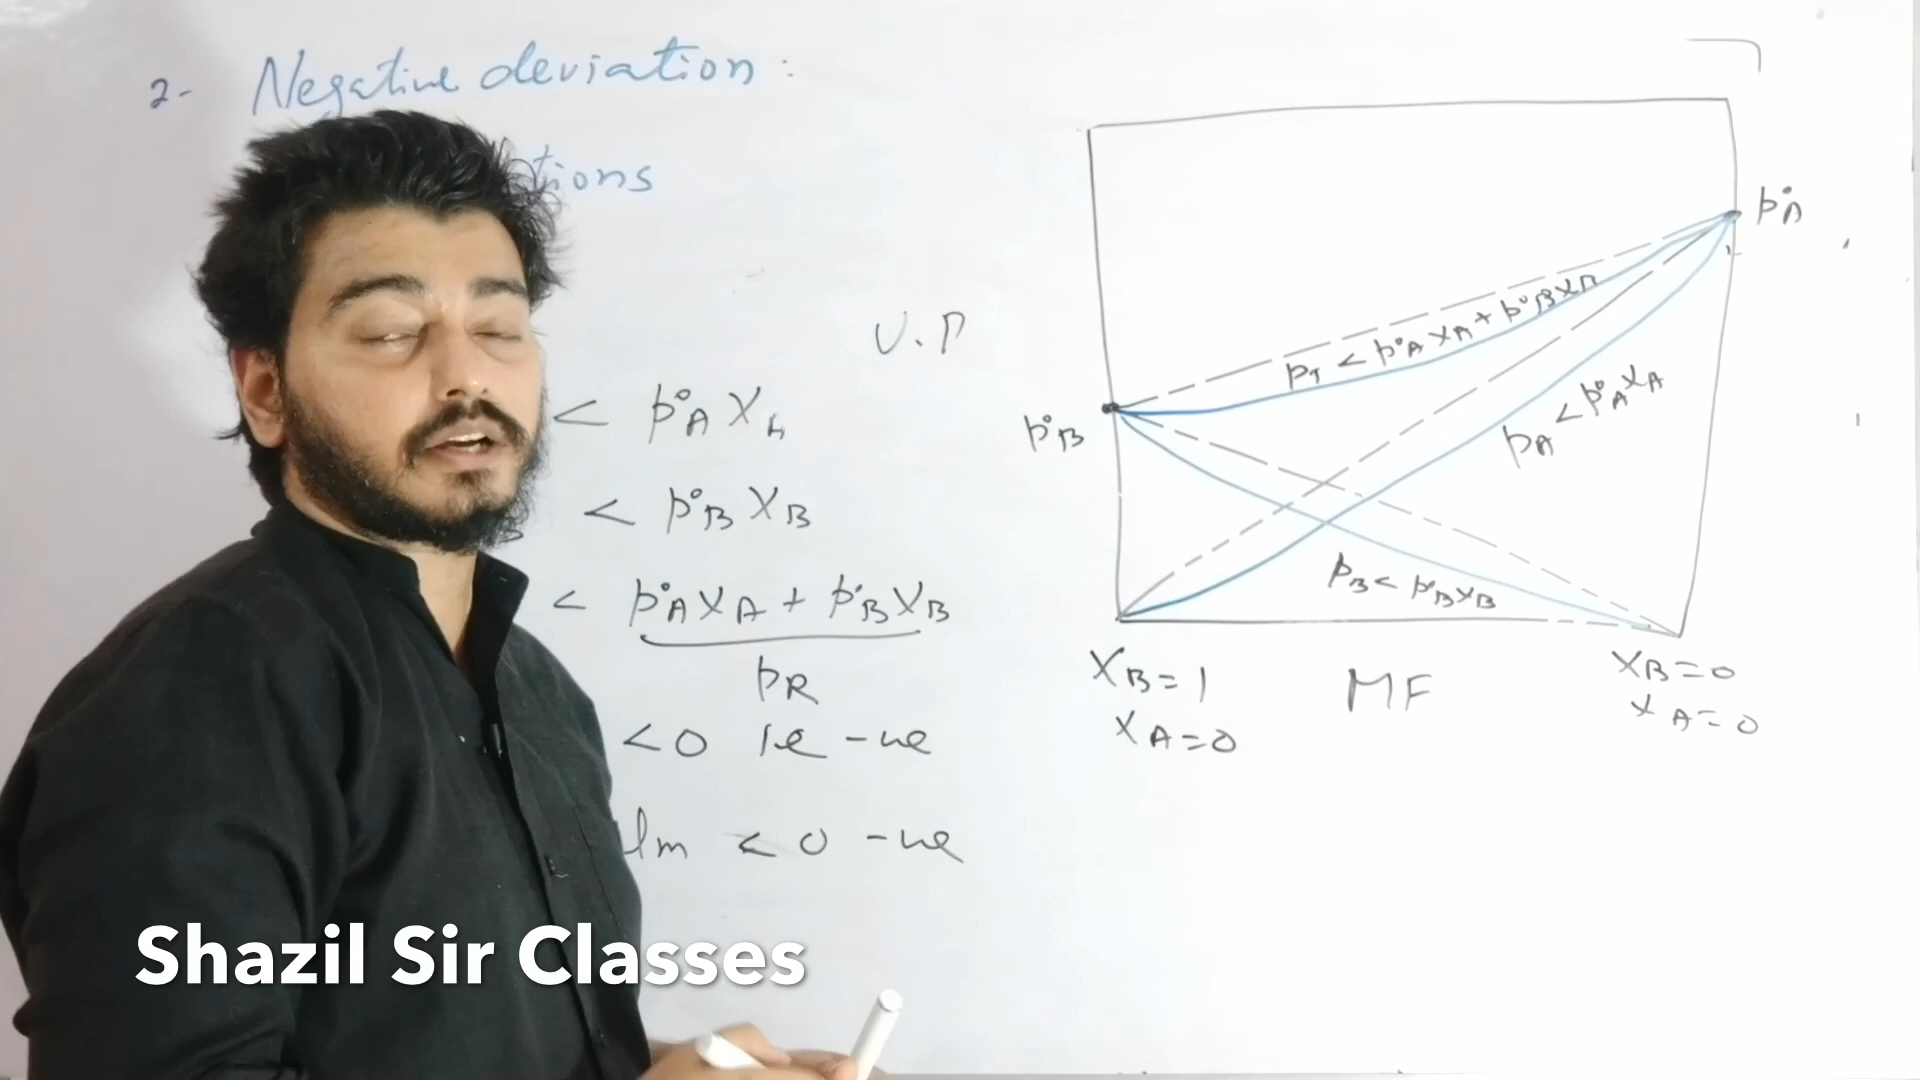 2- Negative deviation:
tions
V.P
< p°A XA
< p°B XB
< p°A XA + p°B XB
pR
< 0 ie -ve
lm < 0 -ve
p°A
pT < p°A XA + p°B XB
pA < p°A XA
p°B
pB < p°B XB
XB = 1
XA = 0
MF
XB = 0
XA = 0
Shazil Sir Classes